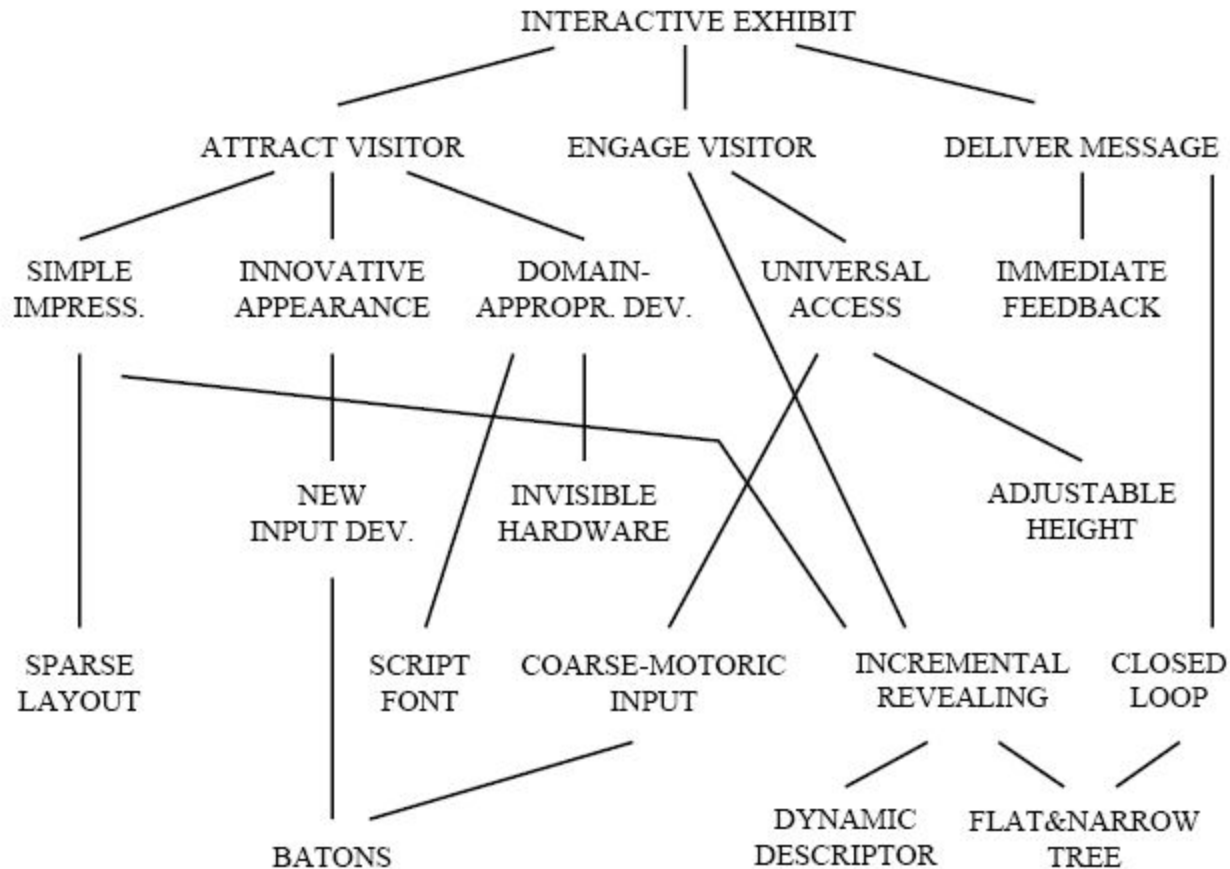 INTERACTIVE EXHIBIT
ATTRACT VISITOR
ENGAGE VISITOR
DELIVER MESSAGE
SIMPLE
IMPRESS.
INNOVATIVE
APPEARANCE
DOMAIN-
APPROPR. DEV.
UNIVERSAL
ACCESS
IMMEDIATE
FEEDBACK
NEW
INPUT DEV.
INVISIBLE
HARDWARE
ADJUSTABLE
HEIGHT
SPARSE
LAYOUT
SCRIPT
FONT
COARSE-MOTORIC
INPUT
INCREMENTAL
REVEALING
CLOSED
LOOP
BATONS
DYNAMIC
DESCRIPTOR
FLAT&NARROW
TREE